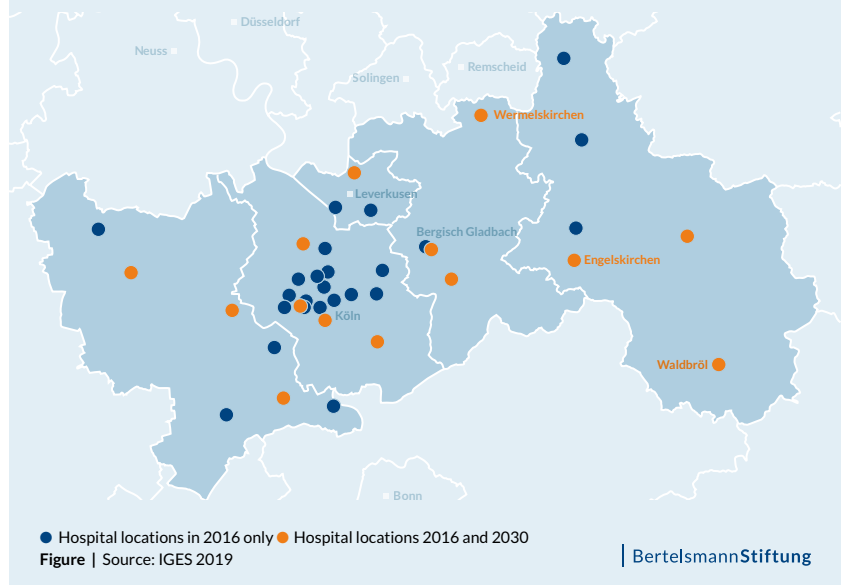 Düsseldorf
Neuss
Remscheid
Solingen
Wermelskirchen
Leverkusen
Bergisch Gladbach
Engelskirchen
Köln
Waldbröl
Bonn
Hospital locations in 2016 only Hospital locations 2016 and 2030
Figure | Source: IGES 2019
BertelsmannStiftung